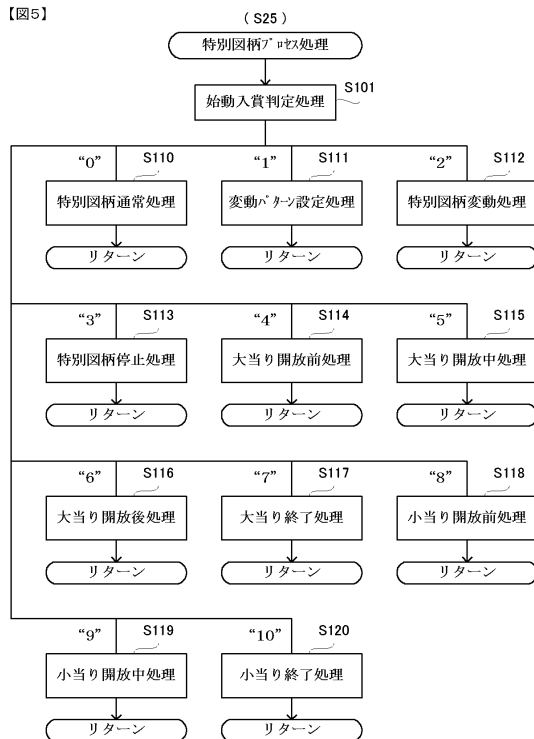 【図5】
(S25)
特別図柄プロセス処理
S101
始動入賞判定処理
“0” S110 “1” S111 “2” S112
特別図柄通常処理 変動パターン設定処理 特別図柄変動処理
リターン リターン リターン
“3” S113 “4” S114 “5” S115
特別図柄停止処理 大当り開放前処理 大当り開放中処理
リターン リターン リターン
“6” S116 “7” S117 “8” S118
大当り開放後処理 大当り終了処理 小当り開放前処理
リターン リターン リターン
“9” S119 “10” S120
小当り開放中処理 小当り終了処理
リターン リターン